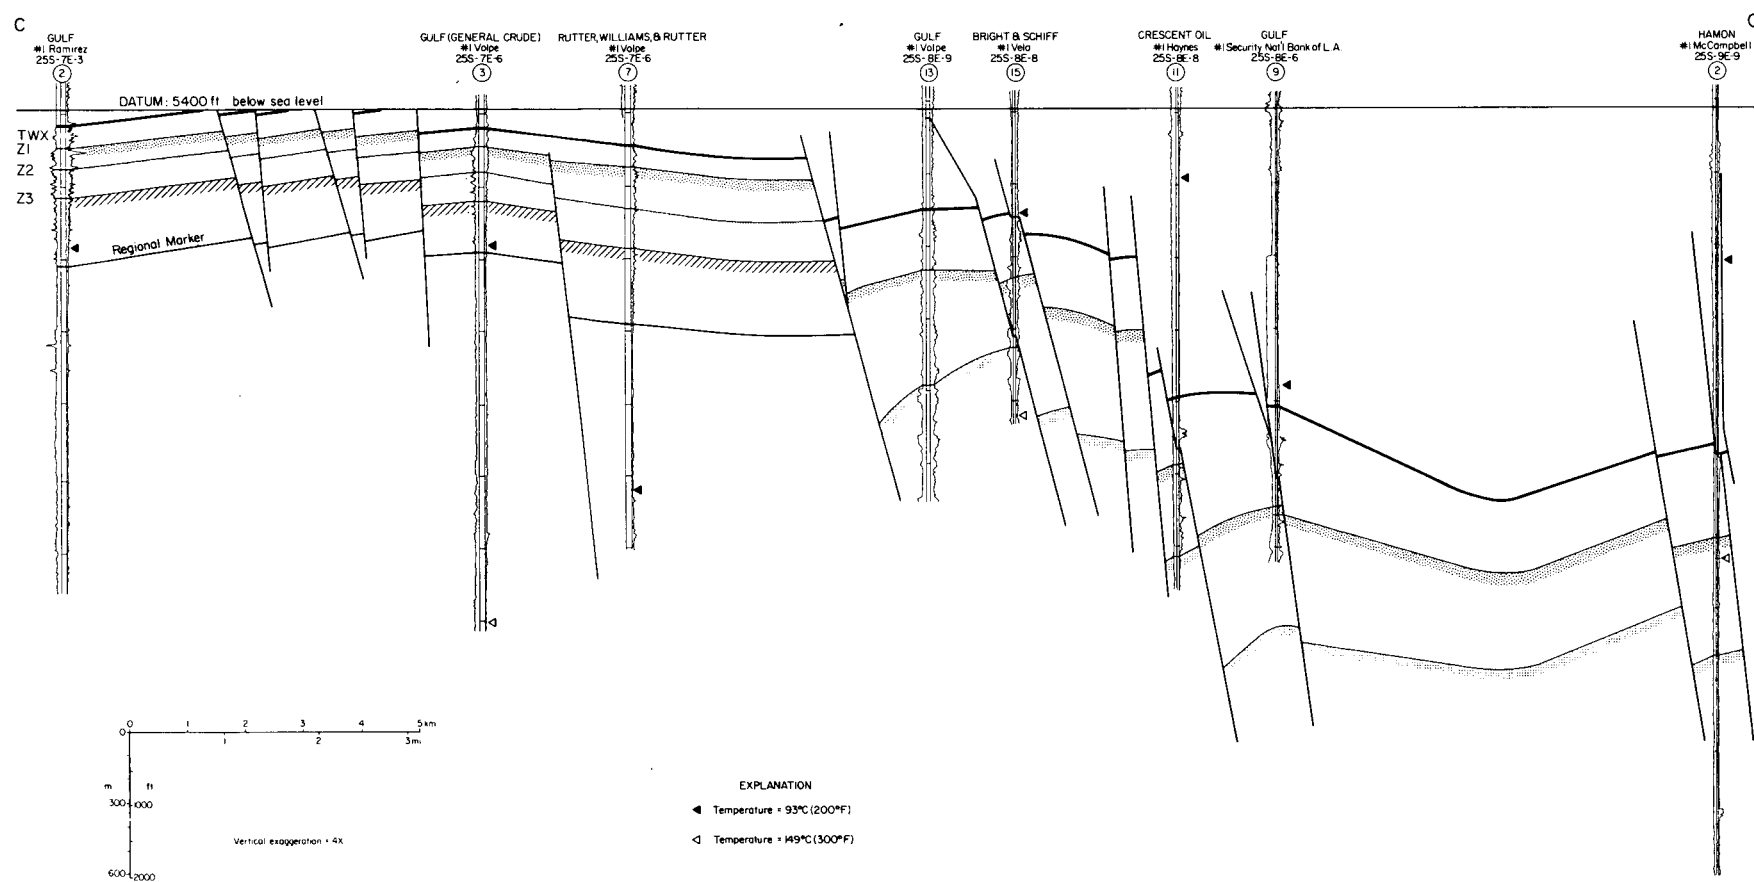 C
GULF
#1 Ramirez
25S-7E-3
2
GULF (GENERAL CRUDE)
#1 Volpe
25S-7E-6
3
RUTTER, WILLIAMS, & RUTTER
#1 Volpe
25S-7E-6
7
GULF
#1 Volpe
25S-8E-9
13
BRIGHT & SCHIFF
#1 Vela
25S-8E-8
15
CRESCENT OIL
#1 Haynes
25S-8E-8
11
GULF
#1 Security Nat'l Bank of L.A.
25S-8E-6
9
HAMON
#1 McCampbell
25S-9E-9
2
DATUM: 5400 ft below sea level
TWX
Z1
Z2
Z3
Regional Marker
0 1 2 3 4 5 km
0
1 2 3 mi
m ft
300 1000
600 2000
Vertical exaggeration = 4X
EXPLANATION
Temperature = 93°C (200°F)
Temperature = 149°C (300°F)